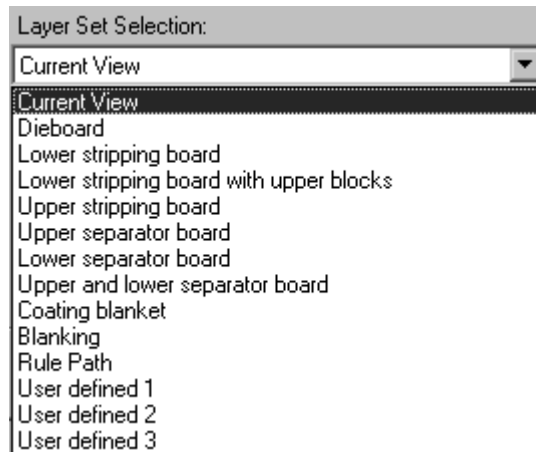 Layer Set Selection:
Current View
Current View
Dieboard
Lower stripping board
Lower stripping board with upper blocks
Upper stripping board
Upper separator board
Lower separator board
Upper and lower separator board
Coating blanket
Blanking
Rule Path
User defined 1
User defined 2
User defined 3